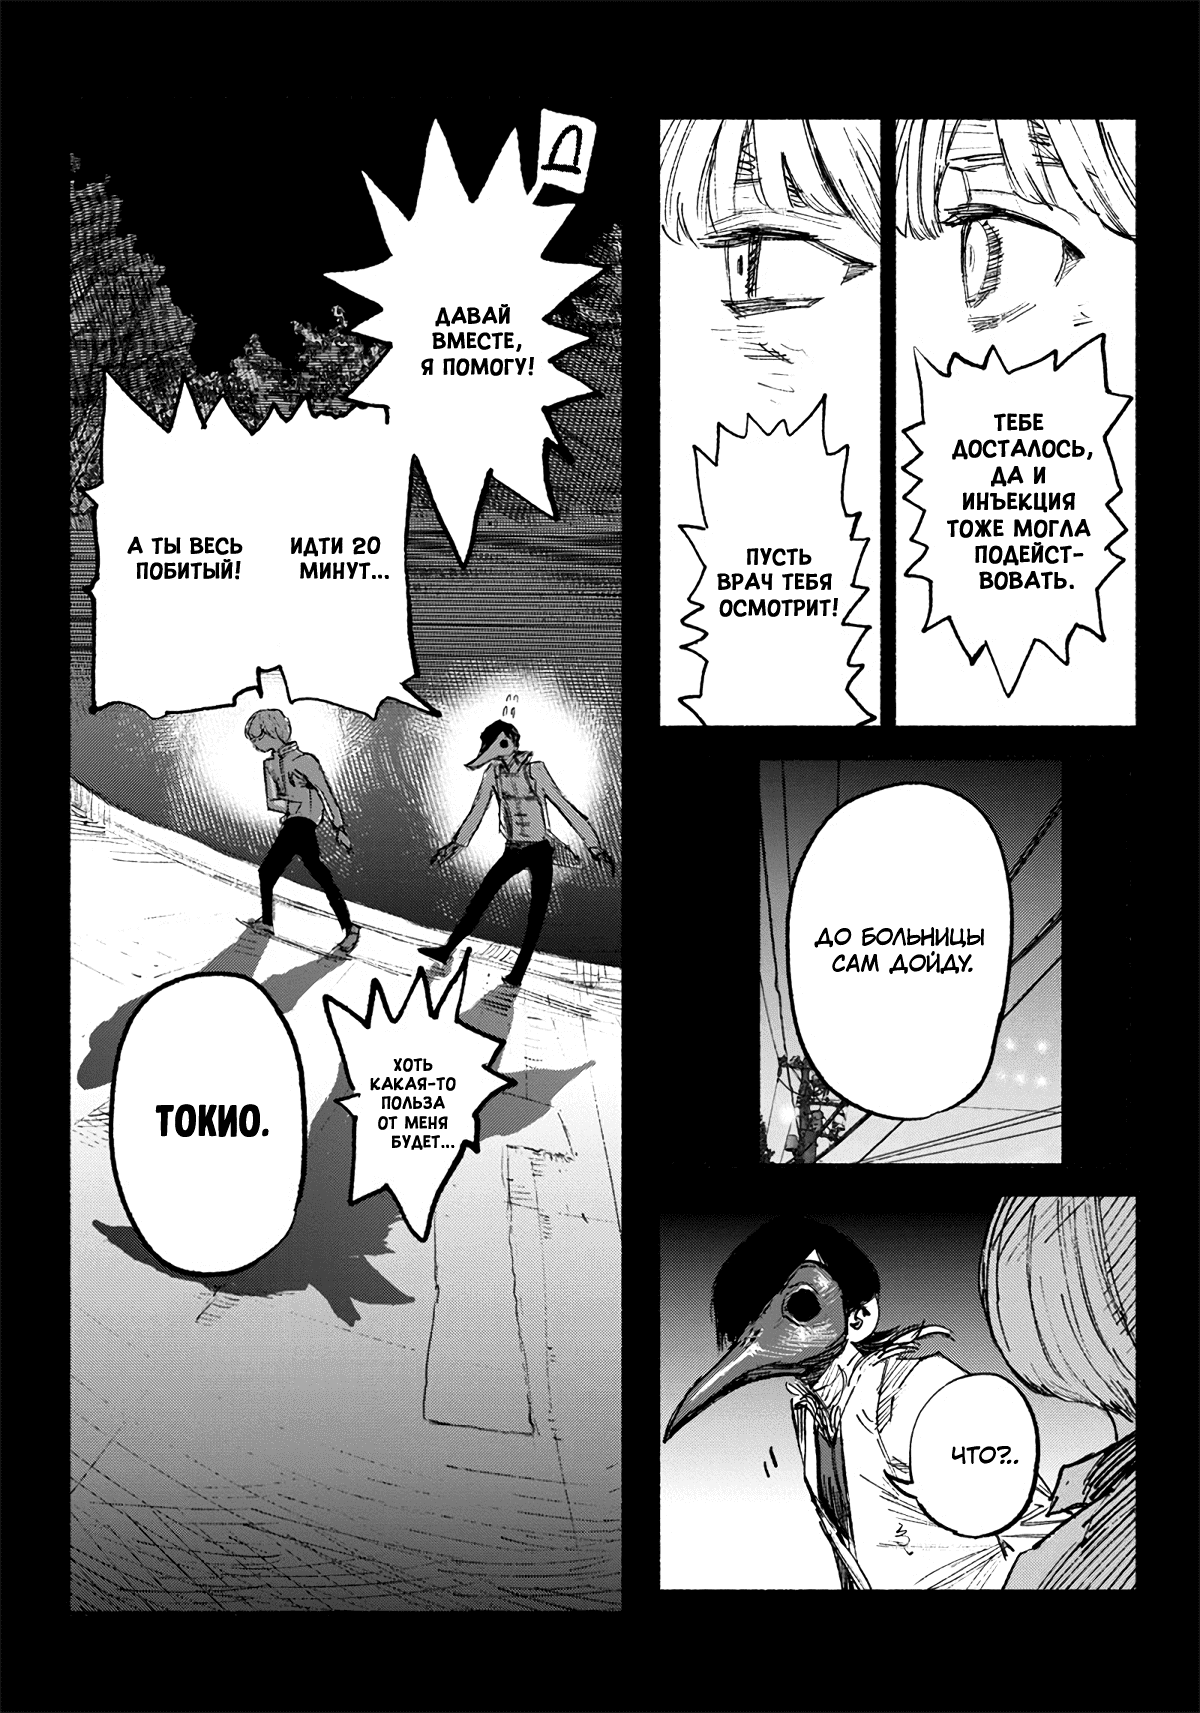 ТЕБЕ
ДОСТАЛОСЬ,
ДА И
ИНЪЕКЦИЯ
ТОЖЕ МОГЛА
ПОДЕЙСТ-
ВОВАТЬ.
ПУСТЬ
ВРАЧ ТЕБЯ
ОСМОТРИТ!
ДО БОЛЬНИЦЫ
САМ ДОЙДУ.
ЧТО?..
Д
ДАВАЙ
ВМЕСТЕ,
Я ПОМОГУ!
ИДТИ 20
МИНУТ...
А ТЫ ВЕСЬ
ПОБИТЫЙ!
ХОТЬ
КАКАЯ-ТО
ПОЛЬЗА
ОТ МЕНЯ
БУДЕТ...
ТОКИО.